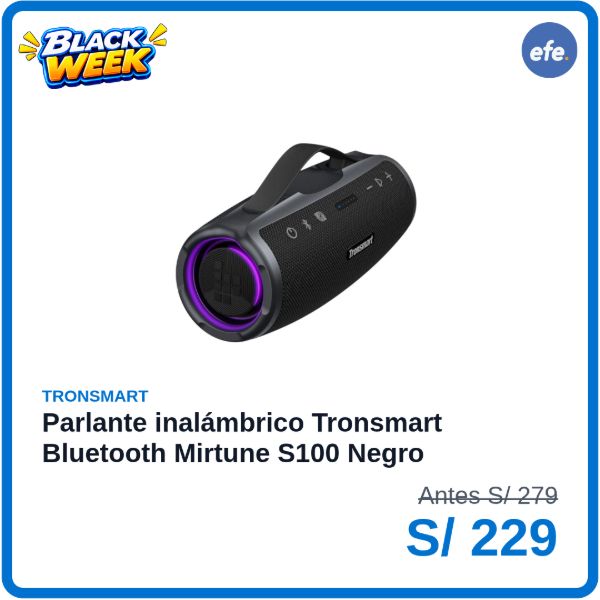 BLACK
WEEK
efe.
Tronsmart
TRONSMART
Parlante inalámbrico Tronsmart
Bluetooth Mirtune S100 Negro
Antes S/ 279
S/ 229